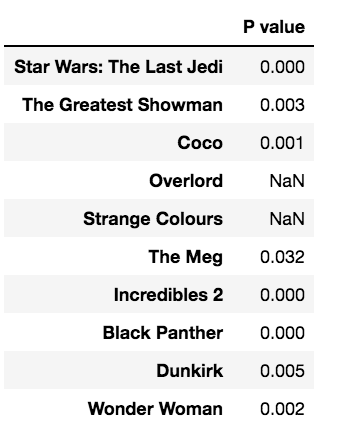 P value
Star Wars: The Last Jedi 0.000
The Greatest Showman 0.003
Coco 0.001
Overlord NaN
Strange Colours NaN
The Meg 0.032
Incredibles 2 0.000
Black Panther 0.000
Dunkirk 0.005
Wonder Woman 0.002